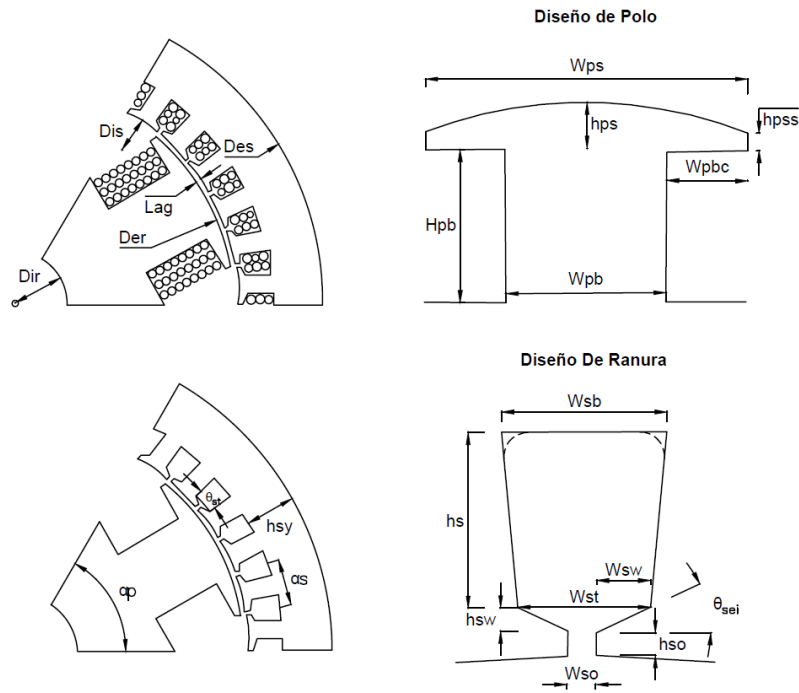 Diseño de Polo
Wps
hps
hpss
Wpbc
Hpb
Wpb
Dis
Des
Lag
Der
Dir
Diseño De Ranura
Wsb
hs
Wsw
Wst
hsw
θsei
hso
Wso
θst
hsy
αs
αp